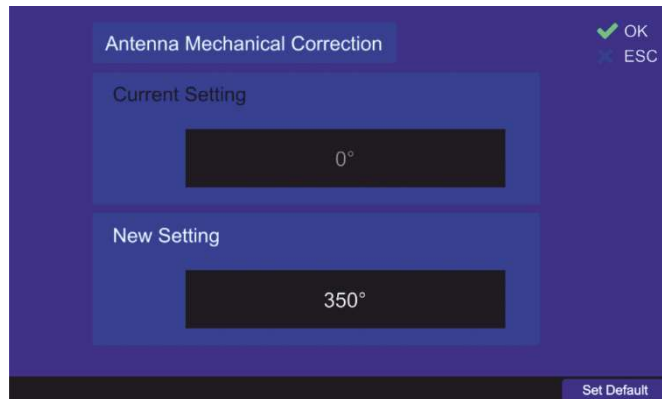 Antenna Mechanical Correction
OK
ESC
Current Setting
0°
New Setting
350°
Set Default